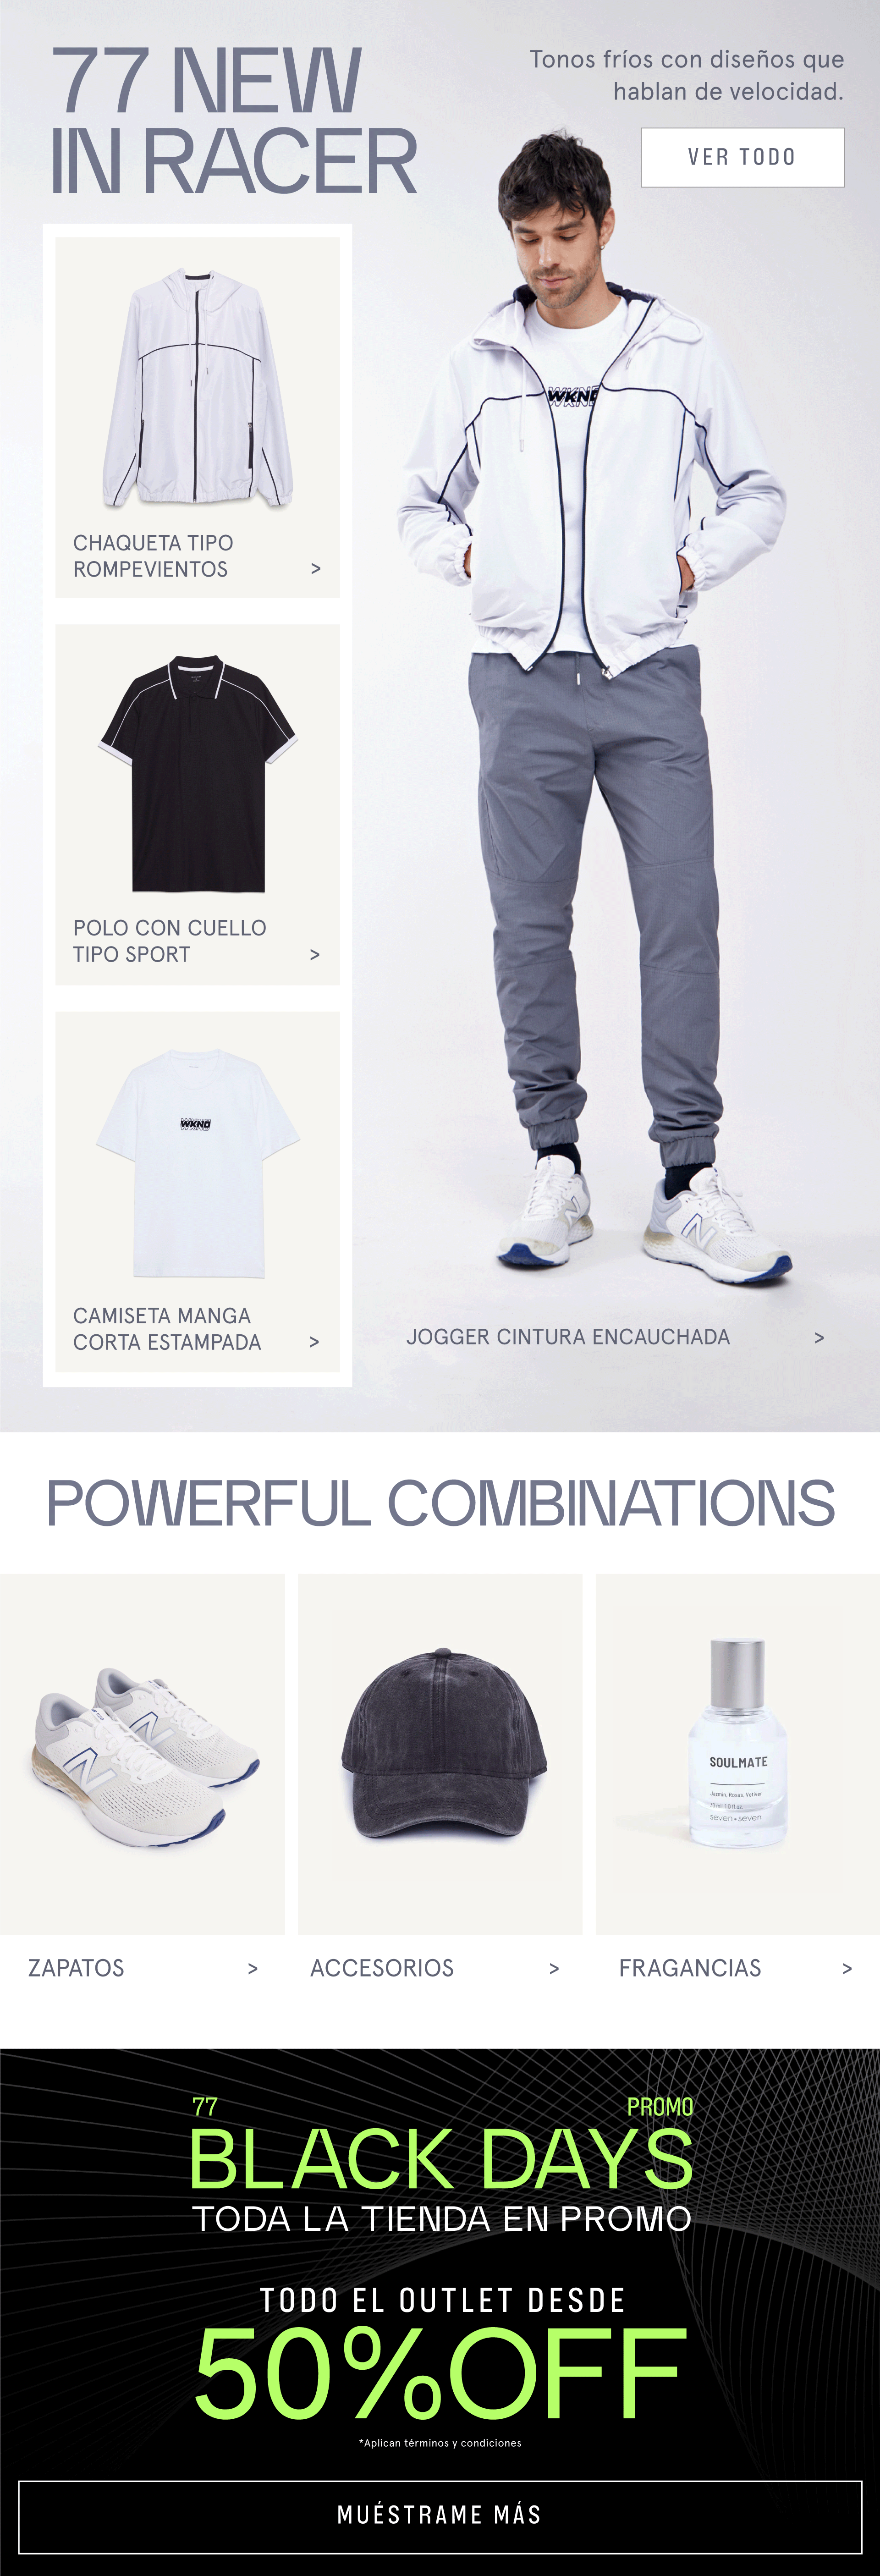 77 NEW
IN RACER
Tonos fríos con diseños que
hablan de velocidad.
VER TODO
WKND
CHAQUETA TIPO
ROMPEVIENTOS >
POLO CON CUELLO
TIPO SPORT >
WKND
CAMISETA MANGA
CORTA ESTAMPADA >
N
JOGGER CINTURA ENCAUCHADA >
POWERFUL COMBINATIONS
N
SOULMATE
Jazmín, Rosas, Vetiver
seven•seven
ZAPATOS >
ACCESORIOS >
FRAGANCIAS >
77 PROMO
BLACK DAYS
TODA LA TIENDA EN PROMO
TODO EL OUTLET DESDE
50%OFF
*Aplican términos y condiciones
MUÉSTRAME MÁS